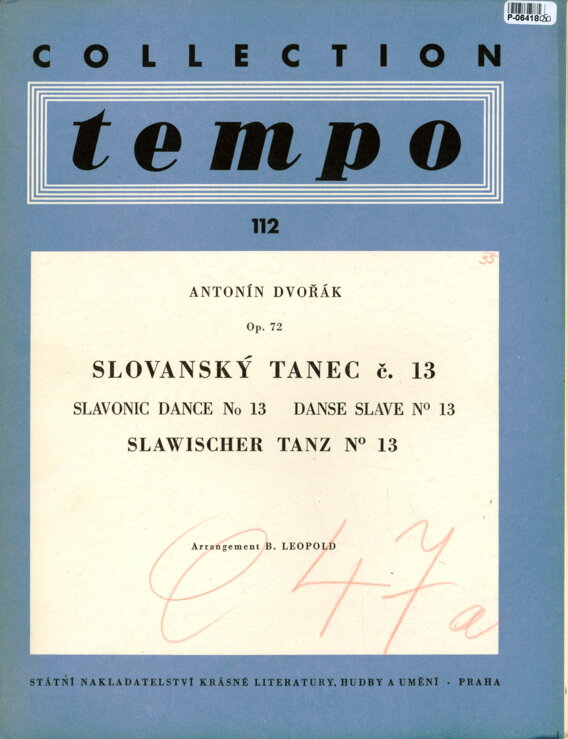 P-06418
COLLECTION
tempo
112
55
ANTONÍN DVOŘÁK
Op. 72
SLOVANSKÝ TANEC č. 13
SLAVONIC DANCE No 13 DANSE SLAVE Nº 13
SLAWISCHER TANZ Nº 13
Arrangement B. LEOPOLD
C 47a
STÁTNÍ NAKLADATELSTVÍ KRÁSNÉ LITERATURY, HUDBY A UMĚNÍ - PRAHA